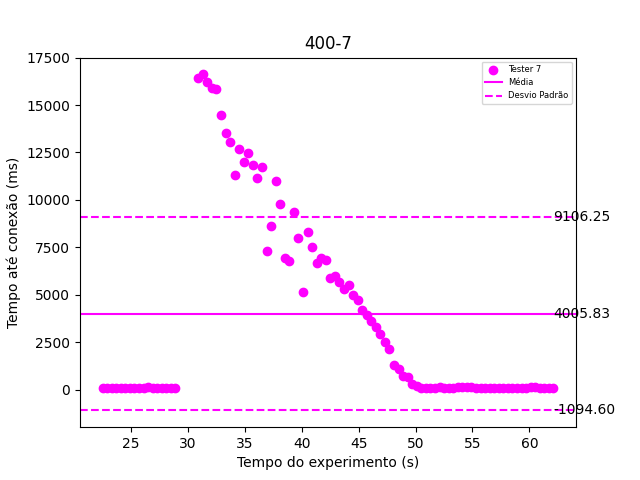 400-7
17500
15000
12500
10000
7500
5000
2500
0
Tempo até conexão (ms)
Tester 7
Média
Desvio Padrão
9106.25
4005.83
-1094.60
25 30 35 40 45 50 55 60
Tempo do experimento (s)